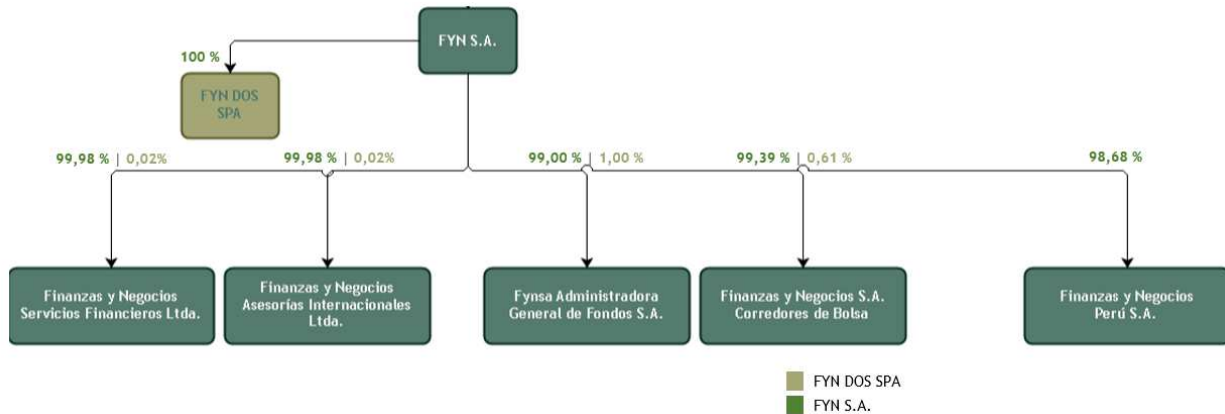 FYN S.A.
100 %
FYN DOS
SPA
99,98 % | 0,02%
99,98 % | 0,02%
99,00 % | 1,00%
99,39 % | 0,61%
98,68 %
Finanzas y Negocios
Servicios Financieros Ltda.
Finanzas y Negocios
Asesorías Internacionales
Ltda.
Fynsa Administradora
General de Fondos S.A.
Finanzas y Negocios S.A.
Corredores de Bolsa
Finanzas y Negocios
Perú S.A.
FYN DOS SPA
FYN S.A.